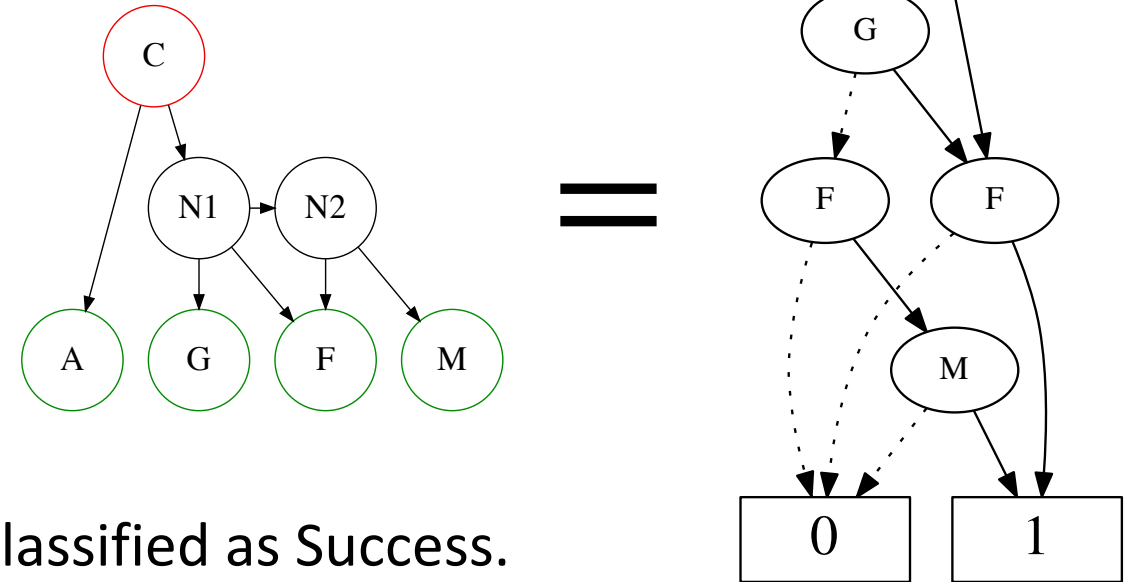 C
G
N1 N2
=
F F
A G F M
M
lassified as Success.
0 1